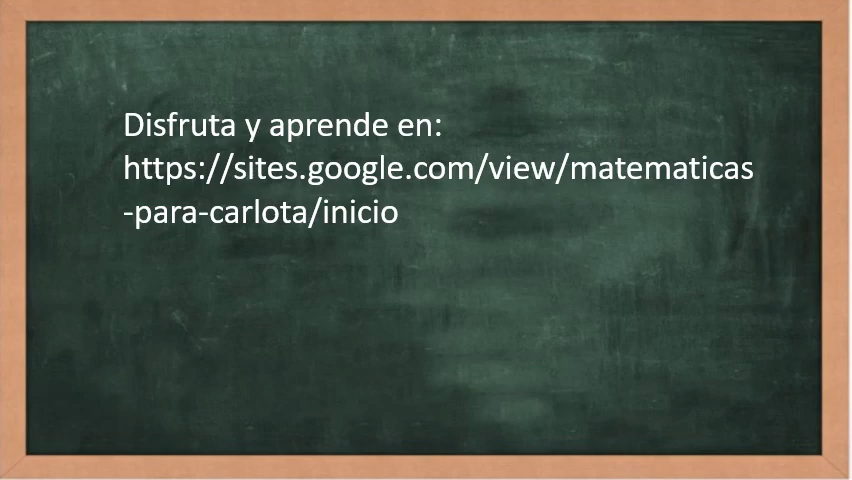 Disfruta y aprende en:
https://sites.google.com/view/matematicas
-para-carlota/inicio